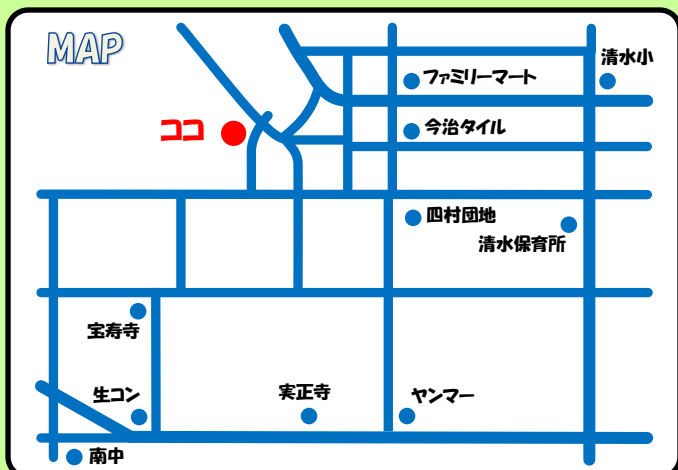 MAP
清水小
ファミリーマート
ココ
今治タイル
四村団地
清水保育所
宝寿寺
生コン
実正寺
ヤンマー
南中